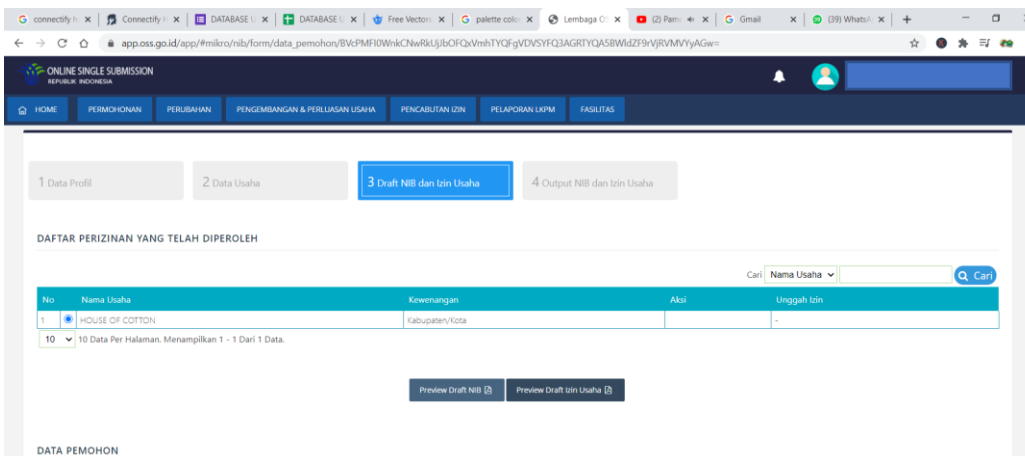 connectify h
Connectify H
DATABASE U
DATABASE U
Free Vectors
palette color
Lembaga OS
(2) Pam
Gmail
(39) WhatsA
app.oss.go.id/app/#mikro/nib/form/data_pemohon/
ONLINE SINGLE SUBMISSION
REPUBLIK INDONESIA
HOME PERMOHONAN PERUBAHAN PENGEMBANGAN & PERLUASAN USAHA PENCABUTAN IZIN PELAPORAN LKPM FASILITAS
1 Data Profil 2 Data Usaha 3 Draft NIB dan Izin Usaha 4 Output NIB dan Izin Usaha
DAFTAR PERIZINAN YANG TELAH DIPEROLEH
Cari Nama Usaha Cari
No Nama Usaha Kewenangan Aksi Unggah Izin
1 HOUSE OF COTTON Kabupaten/Kota -
10 10 Data Per Halaman. Menampilkan 1 - 1 Dari 1 Data.
Preview Draft NIB Preview Draft Izin Usaha
DATA PEMOHON